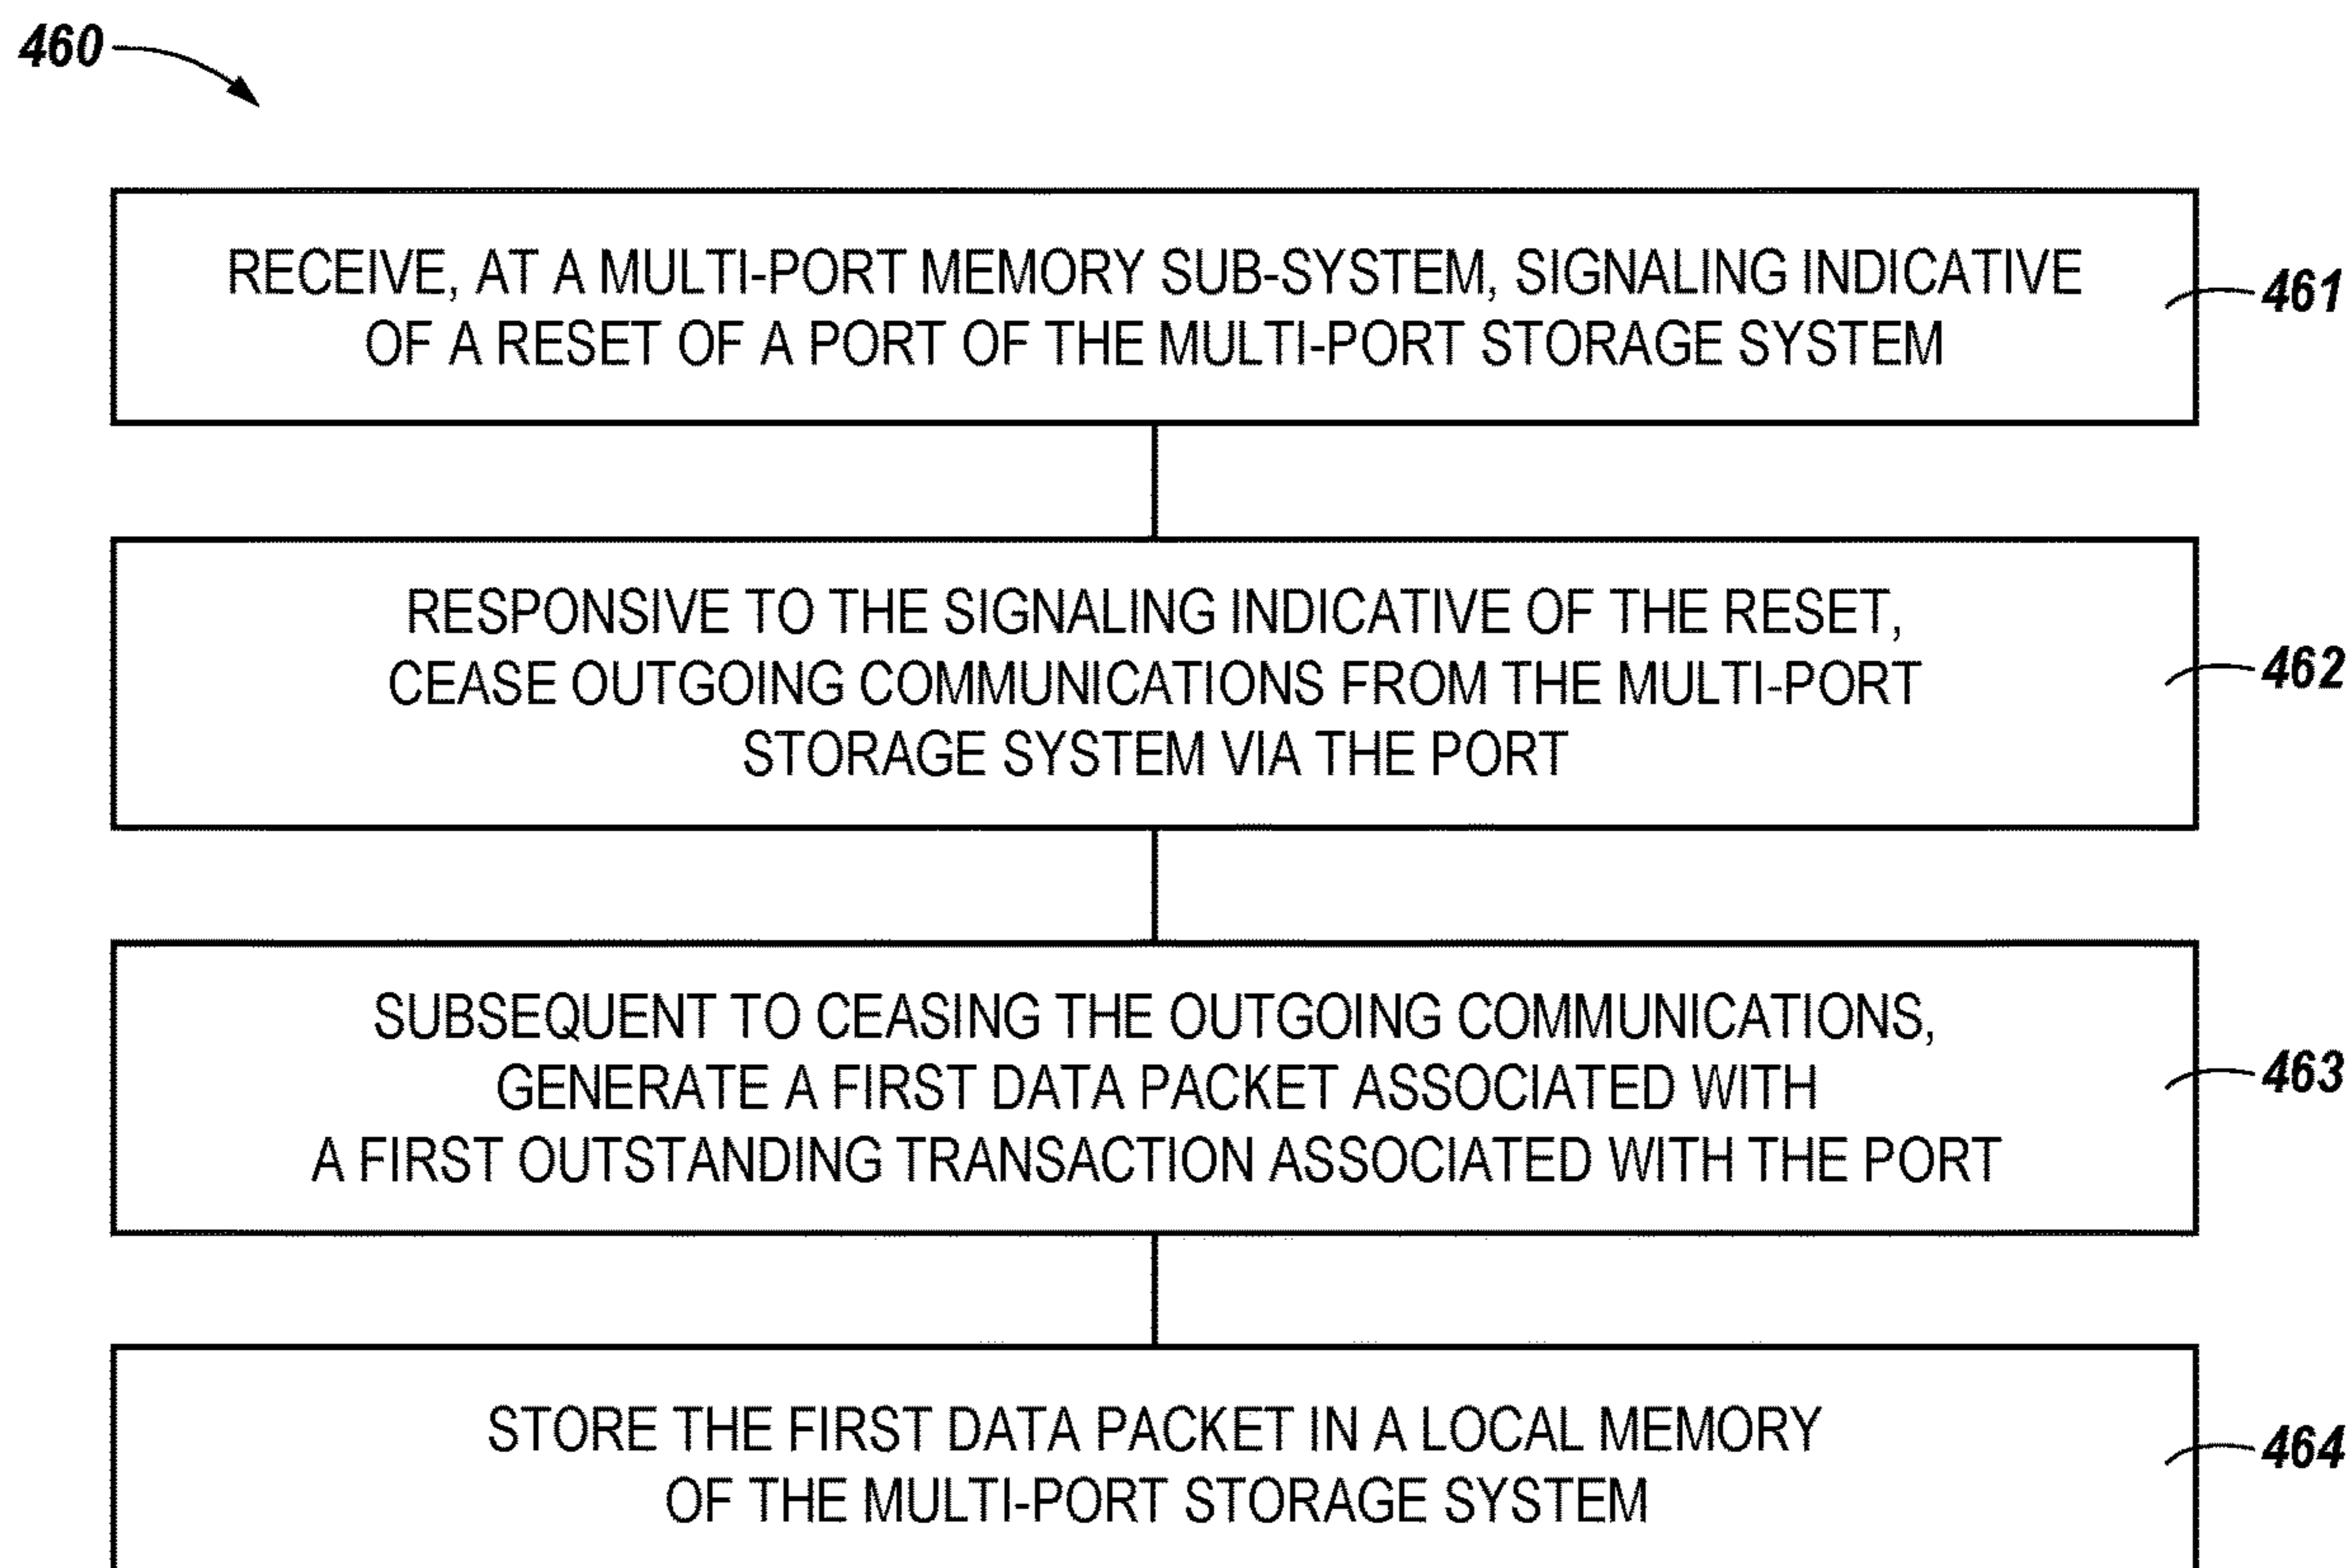 460
RECEIVE, AT A MULTI-PORT MEMORY SUB-SYSTEM, SIGNALING INDICATIVE
OF A RESET OF A PORT OF THE MULTI-PORT STORAGE SYSTEM
461
RESPONSIVE TO THE SIGNALING INDICATIVE OF THE RESET,
CEASE OUTGOING COMMUNICATIONS FROM THE MULTI-PORT
STORAGE SYSTEM VIA THE PORT
462
SUBSEQUENT TO CEASING THE OUTGOING COMMUNICATIONS,
GENERATE A FIRST DATA PACKET ASSOCIATED WITH
A FIRST OUTSTANDING TRANSACTION ASSOCIATED WITH THE PORT
463
STORE THE FIRST DATA PACKET IN A LOCAL MEMORY
OF THE MULTI-PORT STORAGE SYSTEM
464